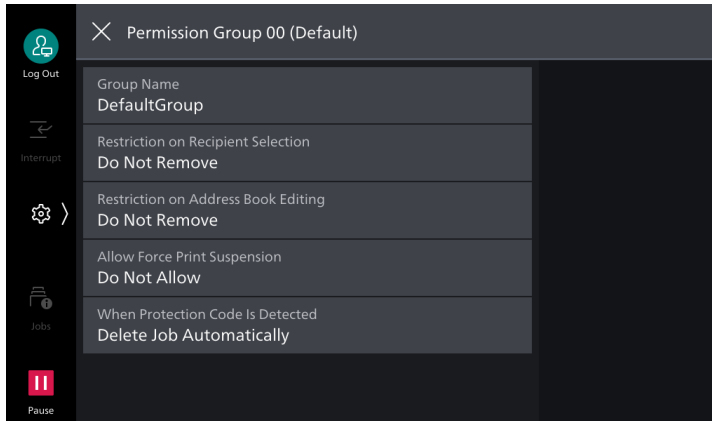 Permission Group 00 (Default)
Log Out
Interrupt
Jobs
Pause
Group Name
DefaultGroup
Restriction on Recipient Selection
Do Not Remove
Restriction on Address Book Editing
Do Not Remove
Allow Force Print Suspension
Do Not Allow
When Protection Code Is Detected
Delete Job Automatically